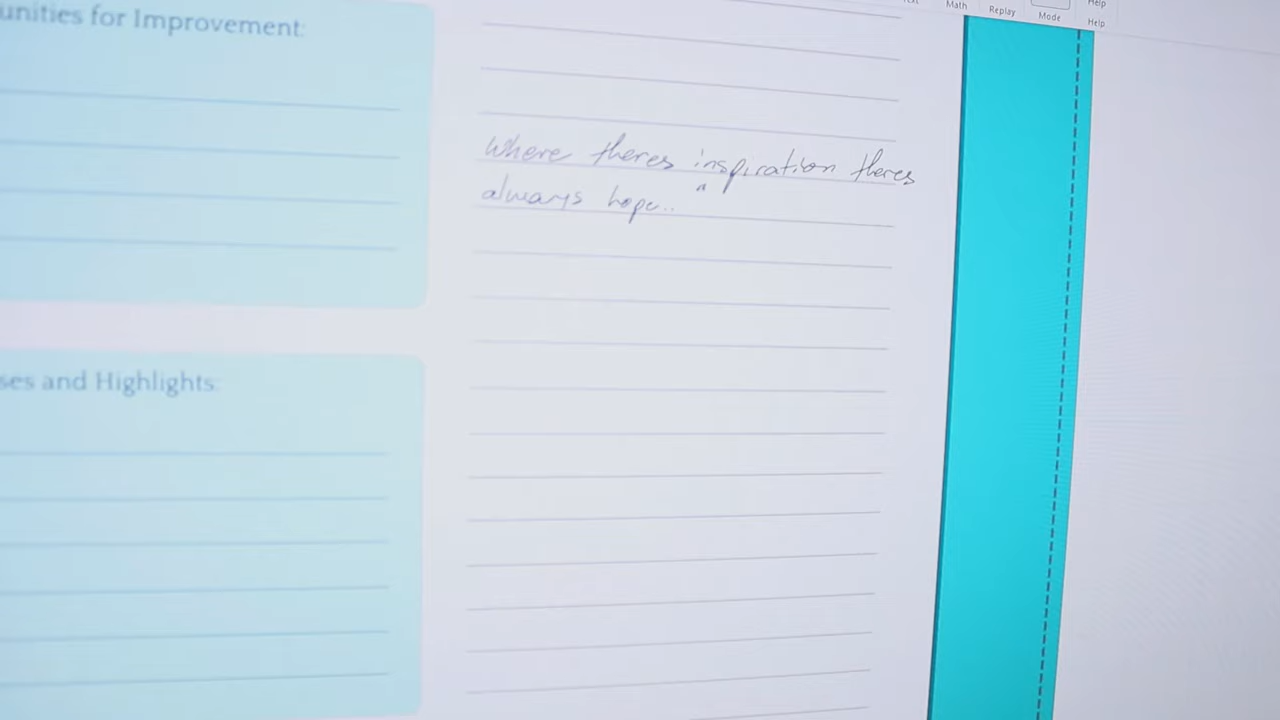 unities for Improvement:
Math
Replay
Mode
Help
Help
Where theres inspiration theres
always hope..
ses and Highlights: